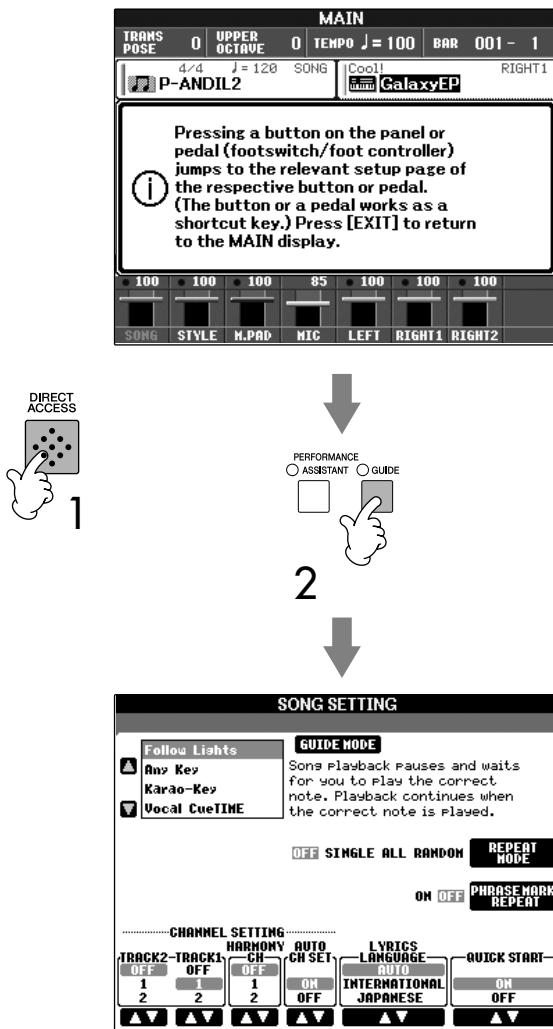 MAIN
TRANS POSE 0 UPPER OCTAVE 0 TEMPO ♩= 100 BAR 001 - 1
4/4 ♩= 120 SONG Cool! RIGHT1
P-ANDIL2 GalaxyEP
Pressing a button on the panel or
pedal (footswitch/foot controller)
jumps to the relevant setup page of
the respective button or pedal.
(The button or a pedal works as a
shortcut key.) Press [EXIT] to return
to the MAIN display.
100 100 100 85 100 100 100
SONG STYLE M.PAD MIC LEFT RIGHT1 RIGHT2
DIRECT
ACCESS
1
PERFORMANCE
ASSISTANT GUIDE
2
SONG SETTING
Follow Lights
Any Key
Karao-Key
Vocal CueTIME
GUIDE MODE
Song playback pauses and waits
for you to play the correct
note. Playback continues when
the correct note is played.
OFF SINGLE ALL RANDOM REPEAT MODE
ON OFF PHRASE MARK REPEAT
CHANNEL SETTING
HARMONY AUTO LYRICS
TRACK2 TRACK1 CH CH SET LANGUAGE QUICK START
OFF OFF OFF AUTO
1 1 1 ON INTERNATIONAL ON
2 2 2 OFF JAPANESE OFF